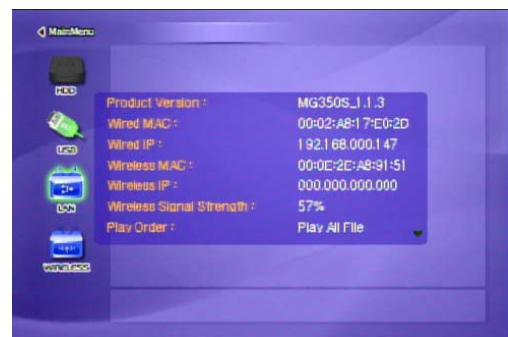 MainMenu
HDD
USB
LAN
WIRELESS
Product Version : MG350S_1.1.3
Wired MAC : 00:02:A8:17:E0:2D
Wired IP : 192.168.000.147
Wireless MAC : 00:0E:2E:A8:91:51
Wireless IP : 000.000.000.000
Wireless Signal Strength : 57%
Play Order : Play All File